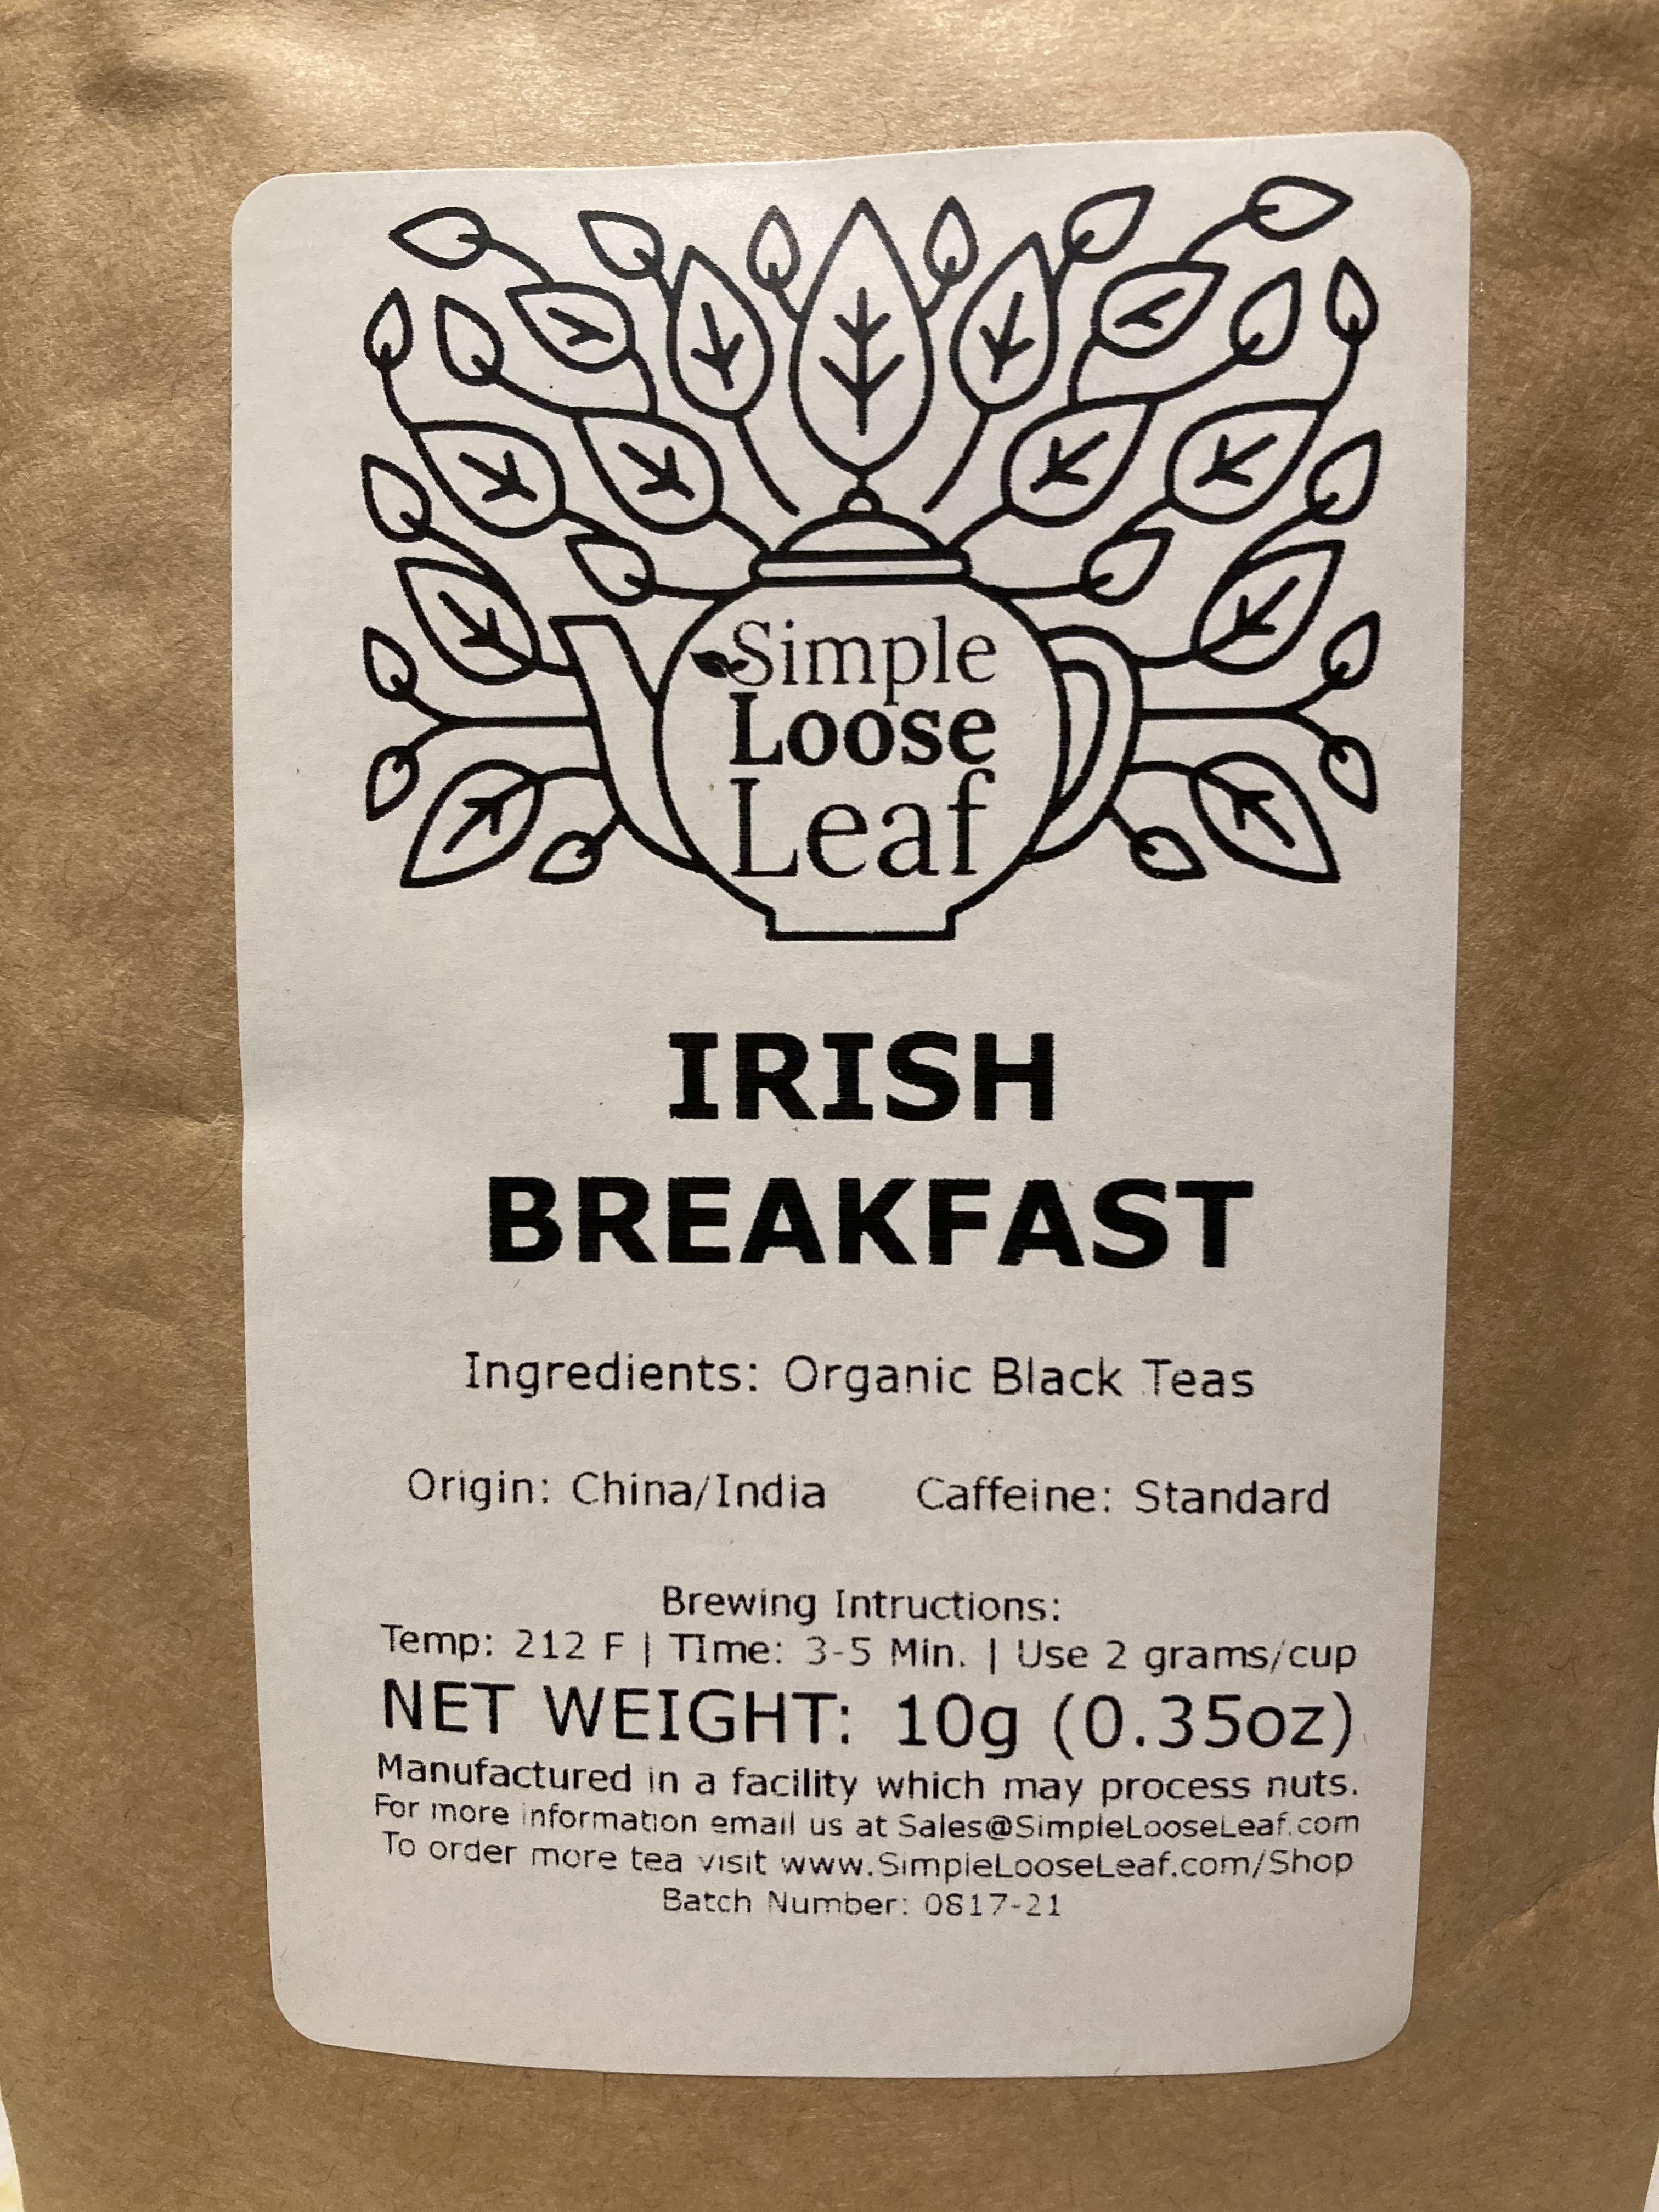 Simple
Loose
Leaf
IRISH
BREAKFAST
Ingredients: Organic Black Teas
Origin: China/India Caffeine: Standard
Brewing Intructions:
Temp: 212 F | TIme: 3-5 Min. | Use 2 grams/cup
NET WEIGHT: 10g (0.35oz)
Manufactured in a facility which may process nuts.
For more information email us at Sales@SimpleLooseLeaf.com
To order more tea visit www.SimpleLooseLeaf.com/Shop
Batch Number: 0817-21